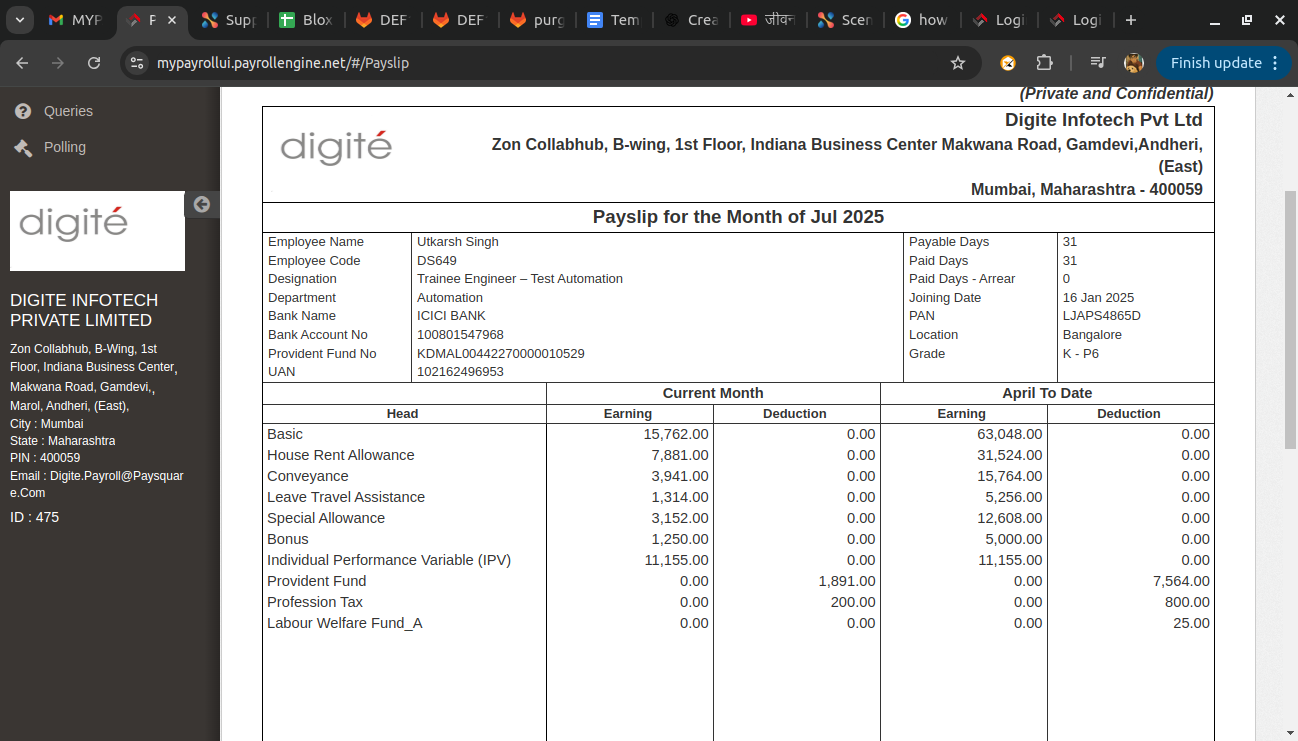 MYP
P
Supp
Blox
DEF
DEF
purg
Tem
Crea
जीवन
Scen
how
Logi
Logi
mypayrollui.payrollengine.net/#/Payslip
Finish update
Queries
Polling
digité
DIGITE INFOTECH
PRIVATE LIMITED
Zon Collabhub, B-Wing, 1st
Floor, Indiana Business Center,
Makwana Road, Gamdevi,,
Marol, Andheri, (East),
City : Mumbai
State : Maharashtra
PIN : 400059
Email : Digite.Payroll@Paysquar
e.Com
ID : 475
(Private and Confidential)
digité
Digite Infotech Pvt Ltd
Zon Collabhub, B-wing, 1st Floor, Indiana Business Center Makwana Road, Gamdevi,Andheri,
(East)
Mumbai, Maharashtra - 400059
Payslip for the Month of Jul 2025
Employee Name Utkarsh Singh Payable Days 31
Employee Code DS649 Paid Days 31
Designation Trainee Engineer – Test Automation Paid Days - Arrear 0
Department Automation Joining Date 16 Jan 2025
Bank Name ICICI BANK PAN LJAPS4865D
Bank Account No 100801547968 Location Bangalore
Provident Fund No KDMAL00442270000010529 Grade K - P6
UAN 102162496953
Current Month April To Date
Head Earning Deduction Earning Deduction
Basic 15,762.00 0.00 63,048.00 0.00
House Rent Allowance 7,881.00 0.00 31,524.00 0.00
Conveyance 3,941.00 0.00 15,764.00 0.00
Leave Travel Assistance 1,314.00 0.00 5,256.00 0.00
Special Allowance 3,152.00 0.00 12,608.00 0.00
Bonus 1,250.00 0.00 5,000.00 0.00
Individual Performance Variable (IPV) 11,155.00 0.00 11,155.00 0.00
Provident Fund 0.00 1,891.00 0.00 7,564.00
Profession Tax 0.00 200.00 0.00 800.00
Labour Welfare Fund_A 0.00 0.00 0.00 25.00